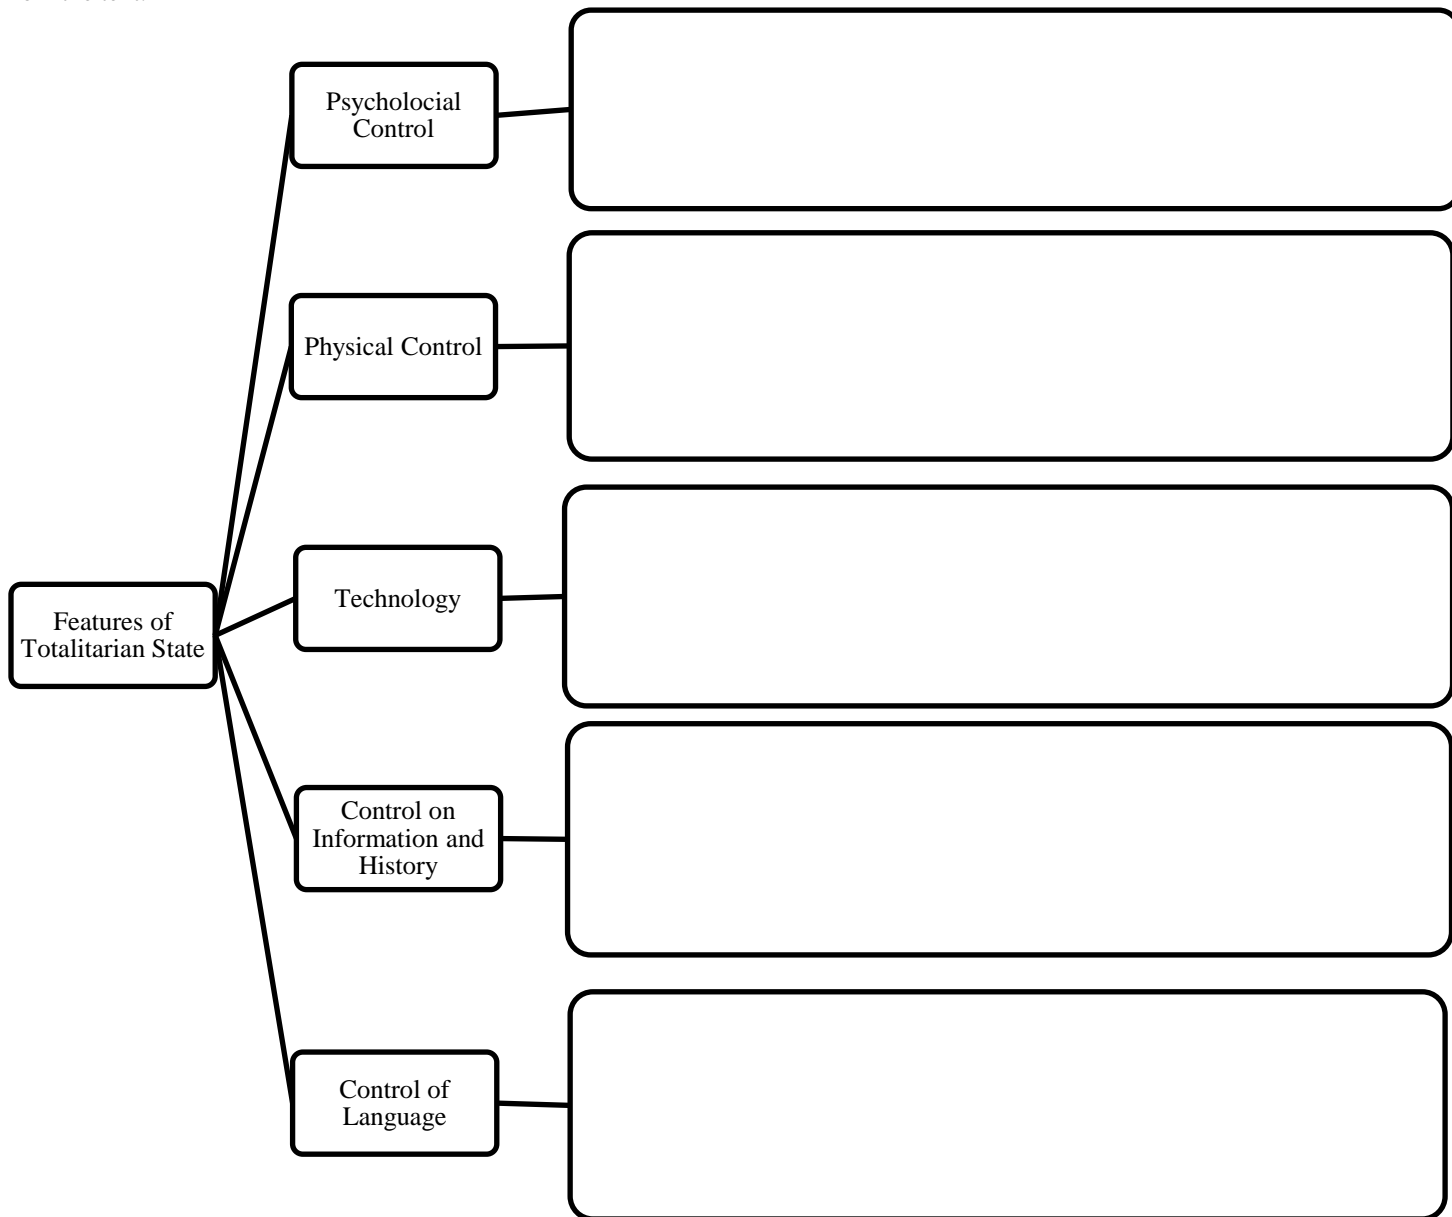 Psycholocial
Control
Physical Control
Technology
Features of
Totalitarian State
Control on
Information and
History
Control of
Language